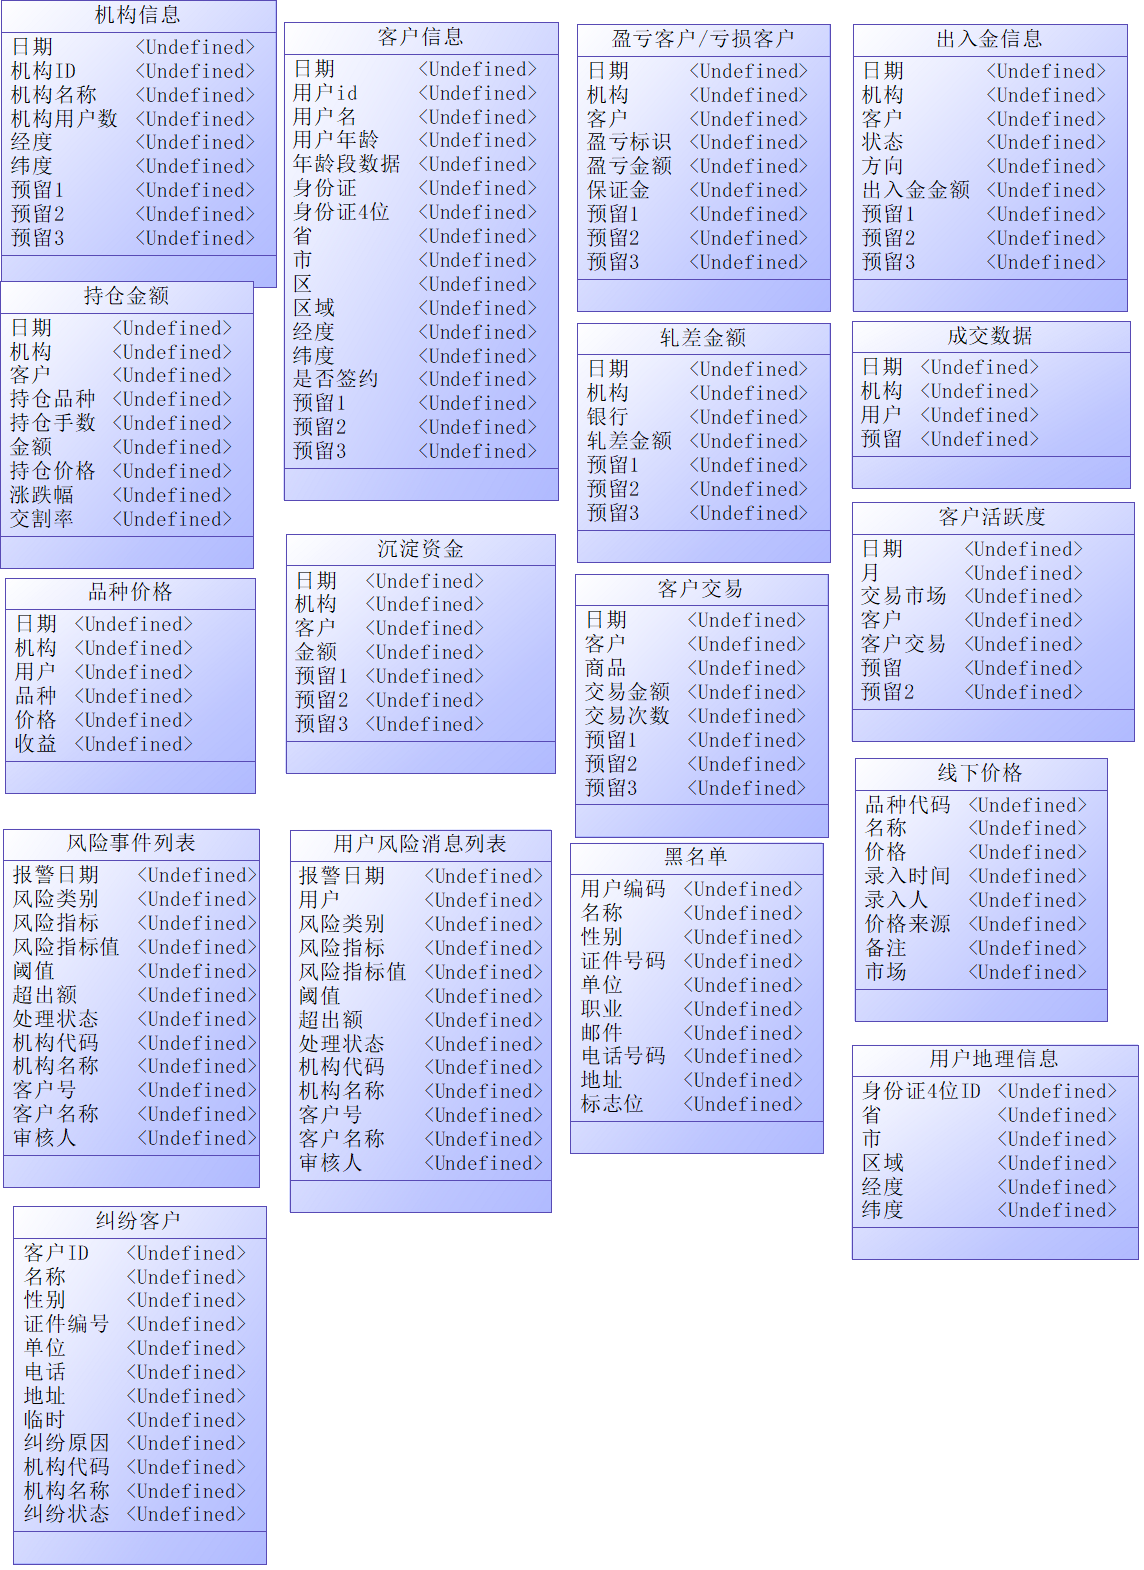 机构信息
日期 <Undefined>
机构ID <Undefined>
机构名称 <Undefined>
机构用户数 <Undefined>
经度 <Undefined>
纬度 <Undefined>
预留1 <Undefined>
预留2 <Undefined>
预留3 <Undefined>
客户信息
日期 <Undefined>
用户id <Undefined>
用户名 <Undefined>
用户年龄 <Undefined>
年龄段数据 <Undefined>
身份证 <Undefined>
身份证4位 <Undefined>
省 <Undefined>
市 <Undefined>
区 <Undefined>
区域 <Undefined>
经度 <Undefined>
纬度 <Undefined>
是否签约 <Undefined>
预留1 <Undefined>
预留2 <Undefined>
预留3 <Undefined>
盈亏客户/亏损客户
日期 <Undefined>
机构 <Undefined>
客户 <Undefined>
盈亏标识 <Undefined>
盈亏金额 <Undefined>
保证金 <Undefined>
预留1 <Undefined>
预留2 <Undefined>
预留3 <Undefined>
出入金信息
日期 <Undefined>
机构 <Undefined>
客户 <Undefined>
状态 <Undefined>
方向 <Undefined>
出入金金额 <Undefined>
预留1 <Undefined>
预留2 <Undefined>
预留3 <Undefined>
持仓金额
日期 <Undefined>
机构 <Undefined>
客户 <Undefined>
持仓品种 <Undefined>
持仓手数 <Undefined>
金额 <Undefined>
持仓价格 <Undefined>
涨跌幅 <Undefined>
交割率 <Undefined>
轧差金额
日期 <Undefined>
机构 <Undefined>
银行 <Undefined>
轧差金额 <Undefined>
预留1 <Undefined>
预留2 <Undefined>
预留3 <Undefined>
成交数据
日期 <Undefined>
机构 <Undefined>
用户 <Undefined>
预留 <Undefined>
品种价格
日期 <Undefined>
机构 <Undefined>
用户 <Undefined>
品种 <Undefined>
价格 <Undefined>
收益 <Undefined>
沉淀资金
日期 <Undefined>
机构 <Undefined>
客户 <Undefined>
金额 <Undefined>
预留1 <Undefined>
预留2 <Undefined>
预留3 <Undefined>
客户交易
日期 <Undefined>
客户 <Undefined>
商品 <Undefined>
交易金额 <Undefined>
交易次数 <Undefined>
预留1 <Undefined>
预留2 <Undefined>
预留3 <Undefined>
客户活跃度
日期 <Undefined>
月 <Undefined>
交易市场 <Undefined>
客户 <Undefined>
客户交易 <Undefined>
预留 <Undefined>
预留2 <Undefined>
风险事件列表
报警日期 <Undefined>
风险类别 <Undefined>
风险指标 <Undefined>
风险指标值 <Undefined>
阈值 <Undefined>
超出额 <Undefined>
处理状态 <Undefined>
机构代码 <Undefined>
机构名称 <Undefined>
客户号 <Undefined>
客户名称 <Undefined>
审核人 <Undefined>
用户风险消息列表
报警日期 <Undefined>
用户 <Undefined>
风险类别 <Undefined>
风险指标 <Undefined>
风险指标值 <Undefined>
阈值 <Undefined>
超出额 <Undefined>
处理状态 <Undefined>
机构代码 <Undefined>
机构名称 <Undefined>
客户号 <Undefined>
客户名称 <Undefined>
审核人 <Undefined>
黑名单
用户编码 <Undefined>
名称 <Undefined>
性别 <Undefined>
证件号码 <Undefined>
单位 <Undefined>
职业 <Undefined>
邮件 <Undefined>
电话号码 <Undefined>
地址 <Undefined>
标志位 <Undefined>
线下价格
品种代码 <Undefined>
名称 <Undefined>
价格 <Undefined>
录入时间 <Undefined>
录入人 <Undefined>
价格来源 <Undefined>
备注 <Undefined>
市场 <Undefined>
用户地理信息
身份证4位ID <Undefined>
省 <Undefined>
市 <Undefined>
区域 <Undefined>
经度 <Undefined>
纬度 <Undefined>
纠纷客户
客户ID <Undefined>
名称 <Undefined>
性别 <Undefined>
证件编号 <Undefined>
单位 <Undefined>
电话 <Undefined>
地址 <Undefined>
临时 <Undefined>
纠纷原因 <Undefined>
机构代码 <Undefined>
机构名称 <Undefined>
纠纷状态 <Undefined>